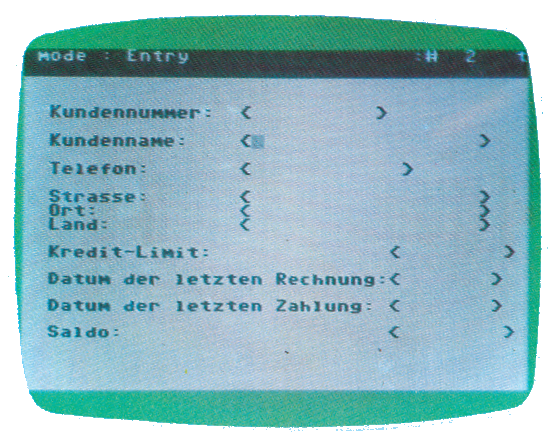 Mode : Entry :# 2
Kundennummer: < >
Kundenname: < >
Telefon: < >
Strasse: < >
Ort: < >
Land: < >
Kredit-Limit: < >
Datum der letzten Rechnung:< >
Datum der letzten Zahlung: < >
Saldo: < >